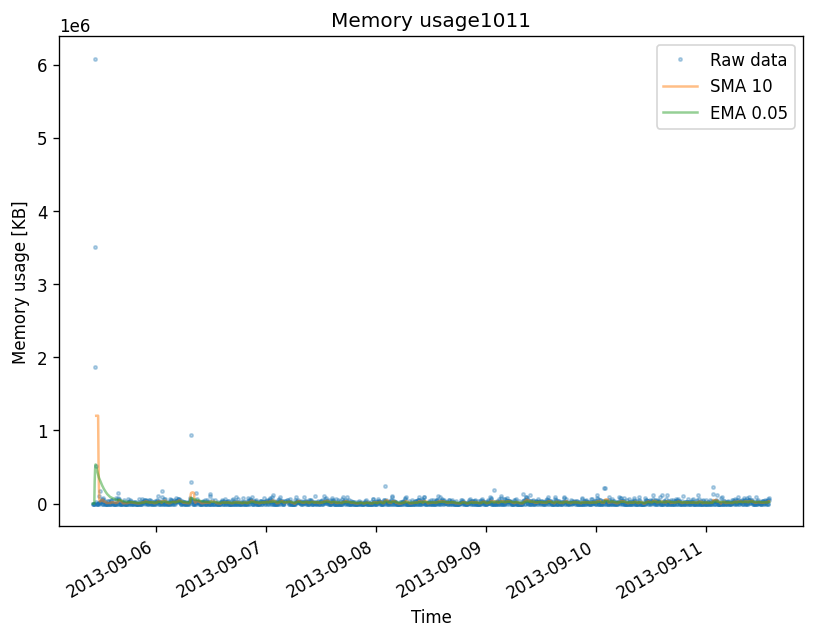 Memory usage1011
1e6
Raw data
SMA 10
EMA 0.05
6
5
4
3
2
1
0
Memory usage [KB]
2013-09-06
2013-09-07
2013-09-08
2013-09-09
2013-09-10
2013-09-11
Time